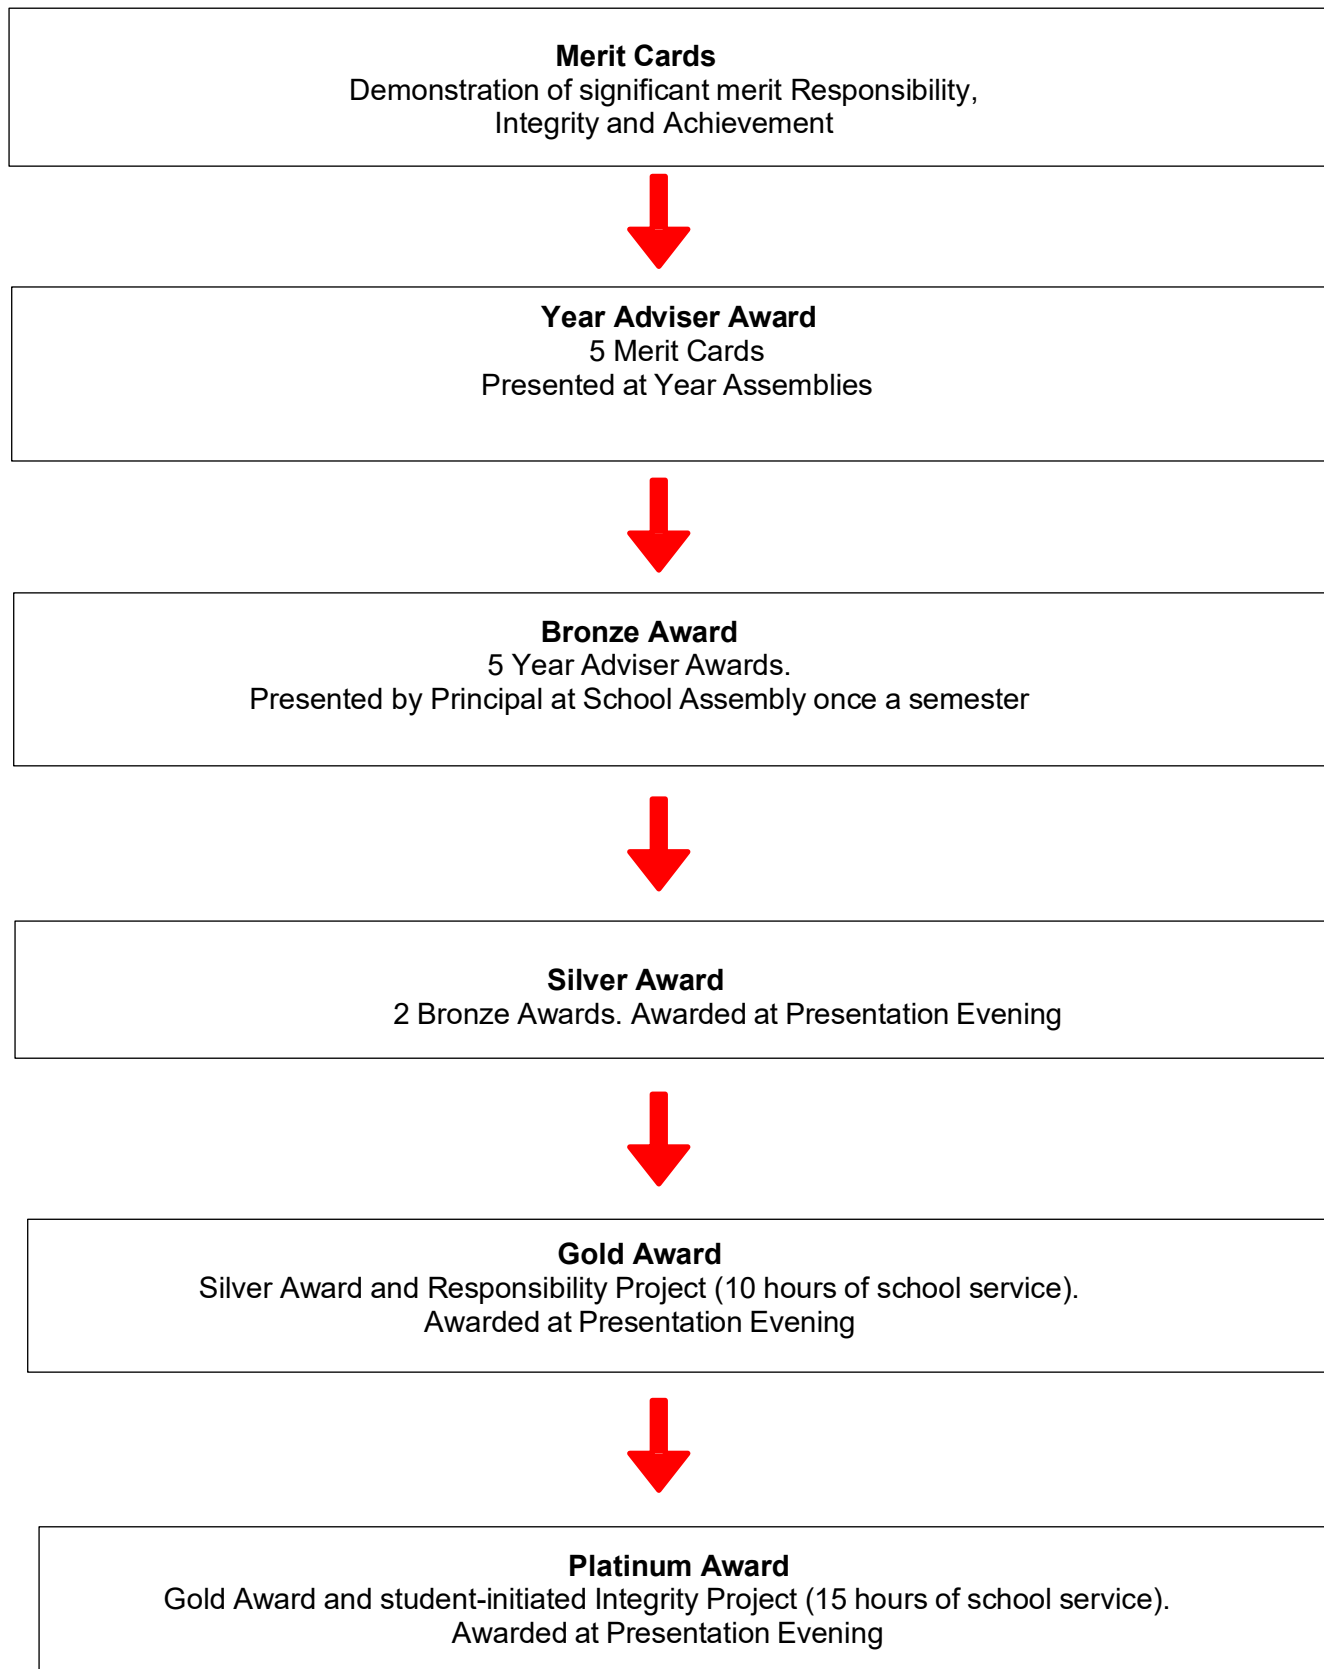 Merit Cards
Demonstration of significant merit Responsibility,
Integrity and Achievement
Year Adviser Award
5 Merit Cards
Presented at Year Assemblies
Bronze Award
5 Year Adviser Awards.
Presented by Principal at School Assembly once a semester
Silver Award
2 Bronze Awards. Awarded at Presentation Evening
Gold Award
Silver Award and Responsibility Project (10 hours of school service).
Awarded at Presentation Evening
Platinum Award
Gold Award and student-initiated Integrity Project (15 hours of school service).
Awarded at Presentation Evening